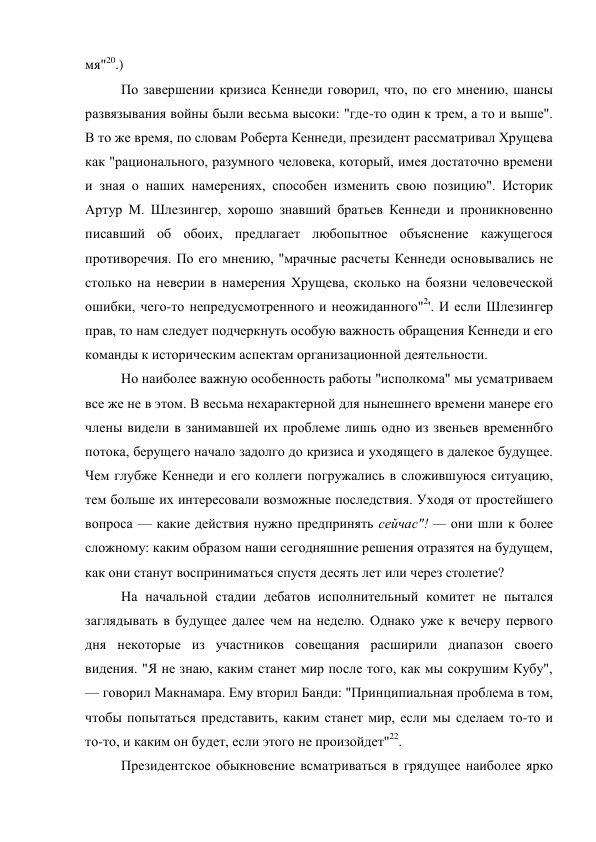 мя"20.)
По завершении кризиса Кеннеди говорил, что, по его мнению, шансы
развязывания войны были весьма высоки: "где-то один к трем, а то и выше".
В то же время, по словам Роберта Кеннеди, президент рассматривал Хрущева
как "рационального, разумного человека, который, имея достаточно времени
и зная о наших намерениях, способен изменить свою позицию". Историк
Артур М. Шлезингер, хорошо знавший братьев Кеннеди и проникновенно
писавший об обоих, предлагает любопытное объяснение кажущегося
противоречия. По его мнению, "мрачные расчеты Кеннеди основывались не
столько на неверии в намерения Хрущева, сколько на боязни человеческой
ошибки, чего-то непредусмотренного и неожиданного"2'. И если Шлезингер
прав, то нам следует подчеркнуть особую важность обращения Кеннеди и его
команды к историческим аспектам организационной деятельности.
Но наиболее важную особенность работы "исполкома" мы усматриваем
все же не в этом. В весьма нехарактерной для нынешнего времени манере его
члены видели в занимавшей их проблеме лишь одно из звеньев временнбго
потока, берущего начало задолго до кризиса и уходящего в далекое будущее.
Чем глубже Кеннеди и его коллеги погружались в сложившуюся ситуацию,
тем больше их интересовали возможные последствия. Уходя от простейшего
вопроса — какие действия нужно предпринять сейчас"! — они шли к более
сложному: каким образом наши сегодняшние решения отразятся на будущем,
как они станут восприниматься спустя десять лет или через столетие?
На начальной стадии дебатов исполнительный комитет не пытался
заглядывать в будущее далее чем на неделю. Однако уже к вечеру первого
дня некоторые из участников совещания расширили диапазон своего
видения. "Я не знаю, каким станет мир после того, как мы сокрушим Кубу",
— говорил Макнамара. Ему вторил Банди: "Принципиальная проблема в том,
чтобы попытаться представить, каким станет мир, если мы сделаем то-то и
то-то, и каким он будет, если этого не произойдет"22.
Президентское обыкновение всматриваться в грядущее наиболее ярко